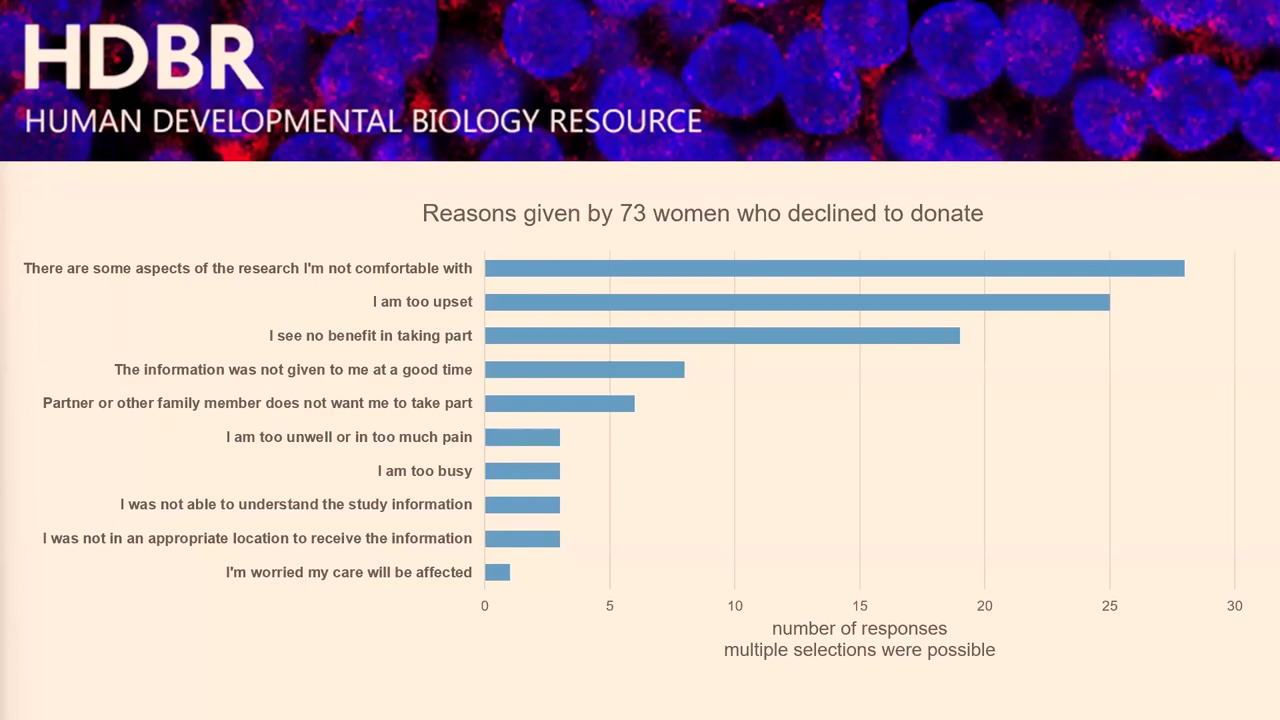 HDBR
HUMAN DEVELOPMENTAL BIOLOGY RESOURCE
Reasons given by 73 women who declined to donate
There are some aspects of the research I'm not comfortable with
I am too upset
I see no benefit in taking part
The information was not given to me at a good time
Partner or other family member does not want me to take part
I am too unwell or in too much pain
I am too busy
I was not able to understand the study information
I was not in an appropriate location to receive the information
I'm worried my care will be affected
0 5 10 15 20 25 30
number of responses
multiple selections were possible